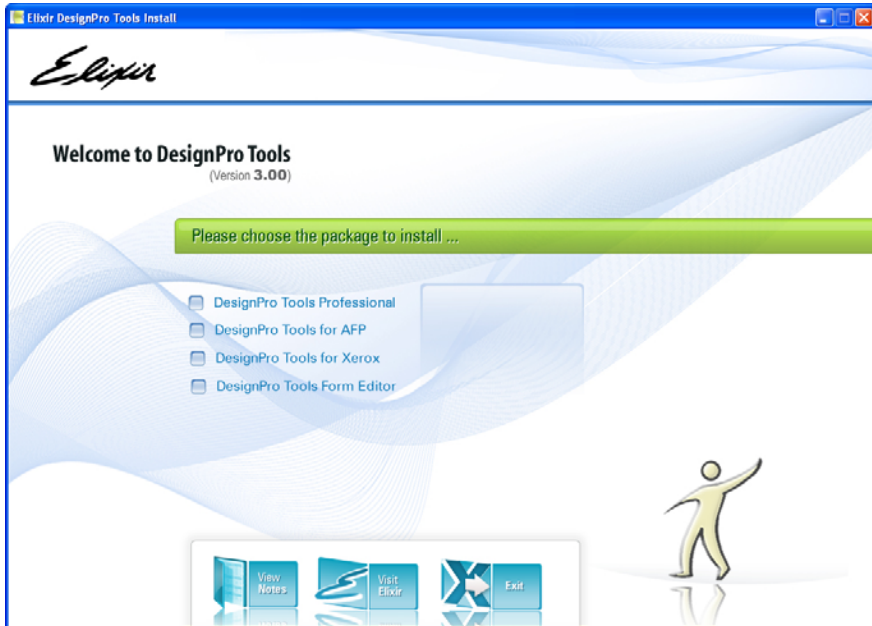 Elixir DesignPro Tools Install
Elixir
Welcome to DesignPro Tools
(Version 3.00)
Please choose the package to install ...
DesignPro Tools Professional
DesignPro Tools for AFP
DesignPro Tools for Xerox
DesignPro Tools Form Editor
View
Notes
Visit
Elixir
Exit